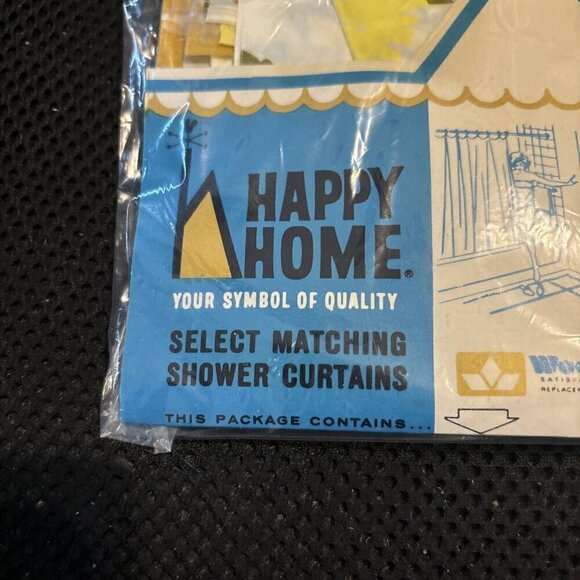 HAPPY
HOME®
YOUR SYMBOL OF QUALITY
SELECT MATCHING
SHOWER CURTAINS
THIS PACKAGE CONTAINS...